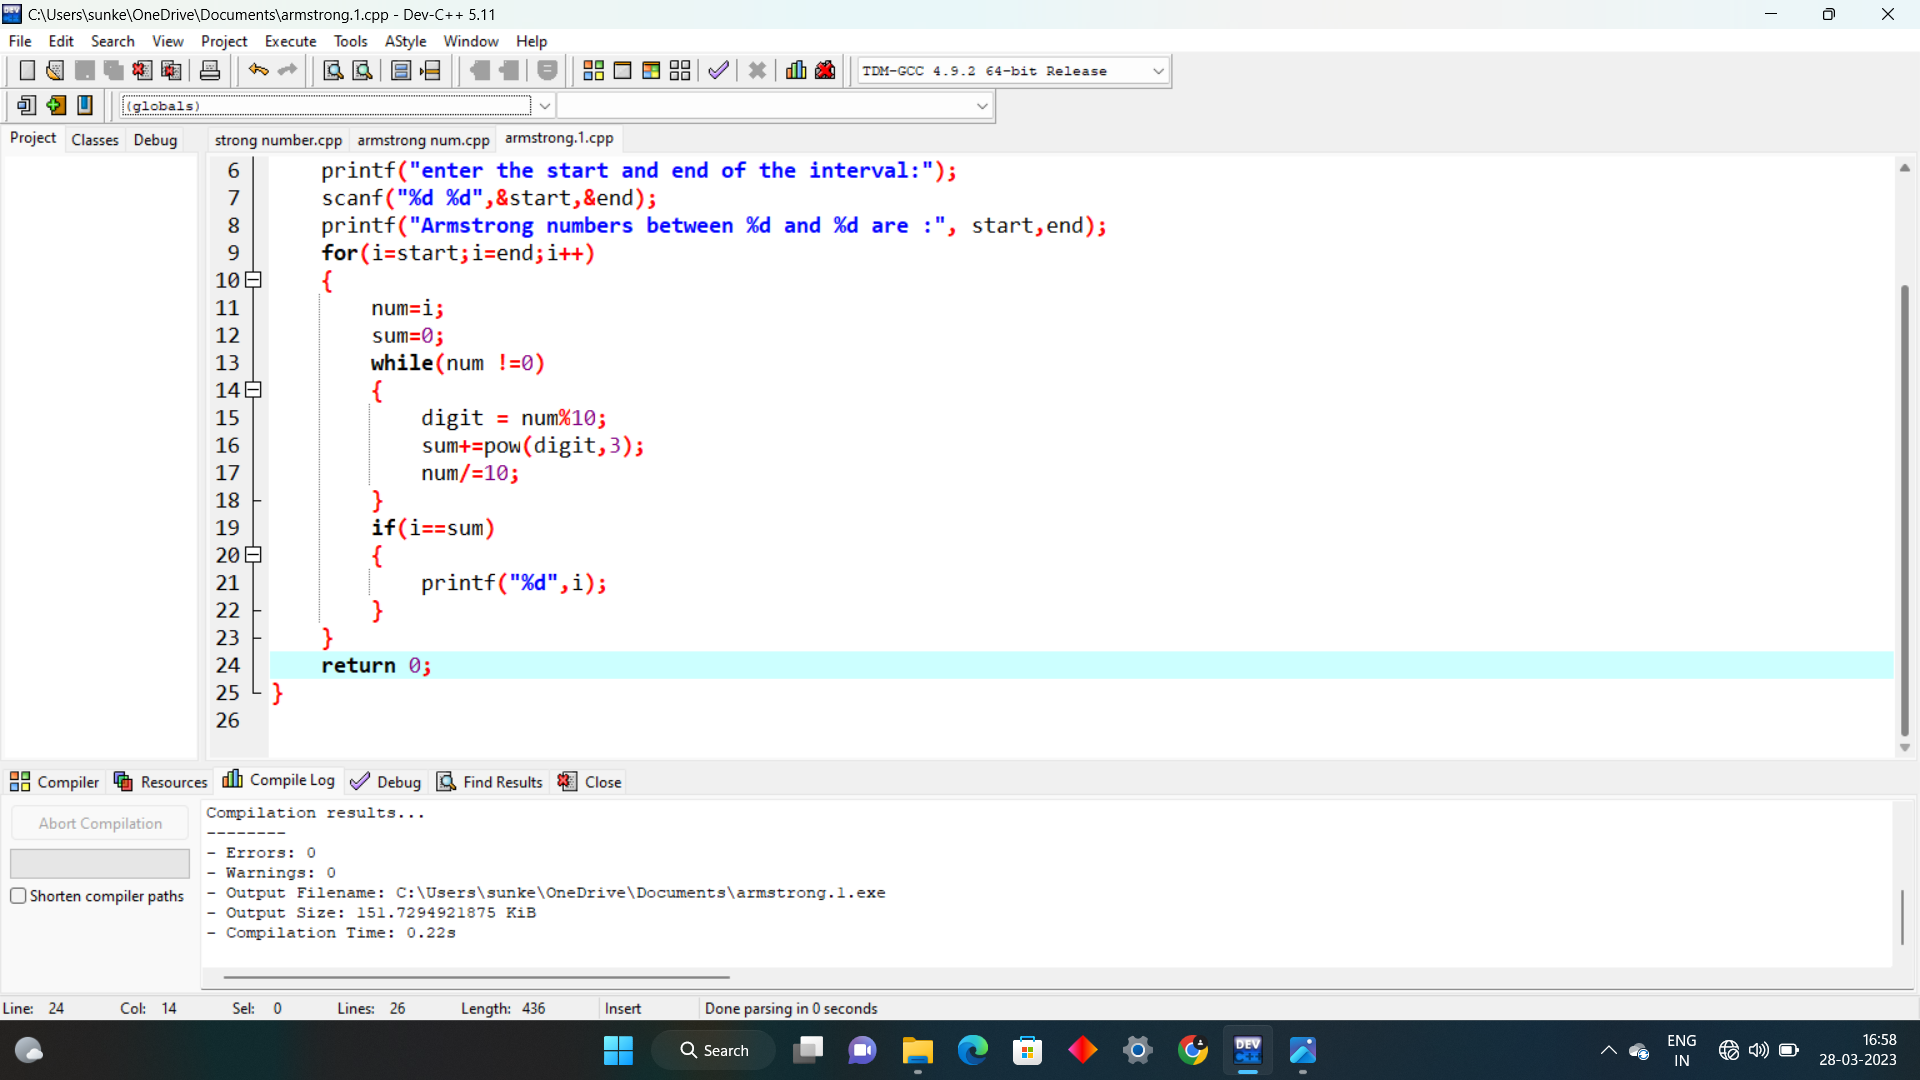 C:\Users\sunke\OneDrive\Documents\armstrong.1.cpp - Dev-C++ 5.11
File Edit Search View Project Execute Tools AStyle Window Help
TDM-GCC 4.9.2 64-bit Release
(globals)
Project Classes Debug strong number.cpp armstrong num.cpp armstrong.1.cpp
6 printf("enter the start and end of the interval:");
7 scanf("%d %d",&start,&end);
8 printf("Armstrong numbers between %d and %d are :", start,end);
9 for(i=start;i=end;i++)
10 {
11 num=i;
12 sum=0;
13 while(num !=0)
14 {
15 digit = num%10;
16 sum+=pow(digit,3);
17 num/=10;
18 }
19 if(i==sum)
20 {
21 printf("%d",i);
22 }
23 }
24 return 0;
25 }
26
Compiler Resources Compile Log Debug Find Results Close
Abort Compilation
Shorten compiler paths
Compilation results...
--------
- Errors: 0
- Warnings: 0
- Output Filename: C:\Users\sunke\OneDrive\Documents\armstrong.1.exe
- Output Size: 151.7294921875 KiB
- Compilation Time: 0.22s
Line: 24 Col: 14 Sel: 0 Lines: 26 Length: 436 Insert Done parsing in 0 seconds
Search
DEV C++
ENG
IN
16:58
28-03-2023